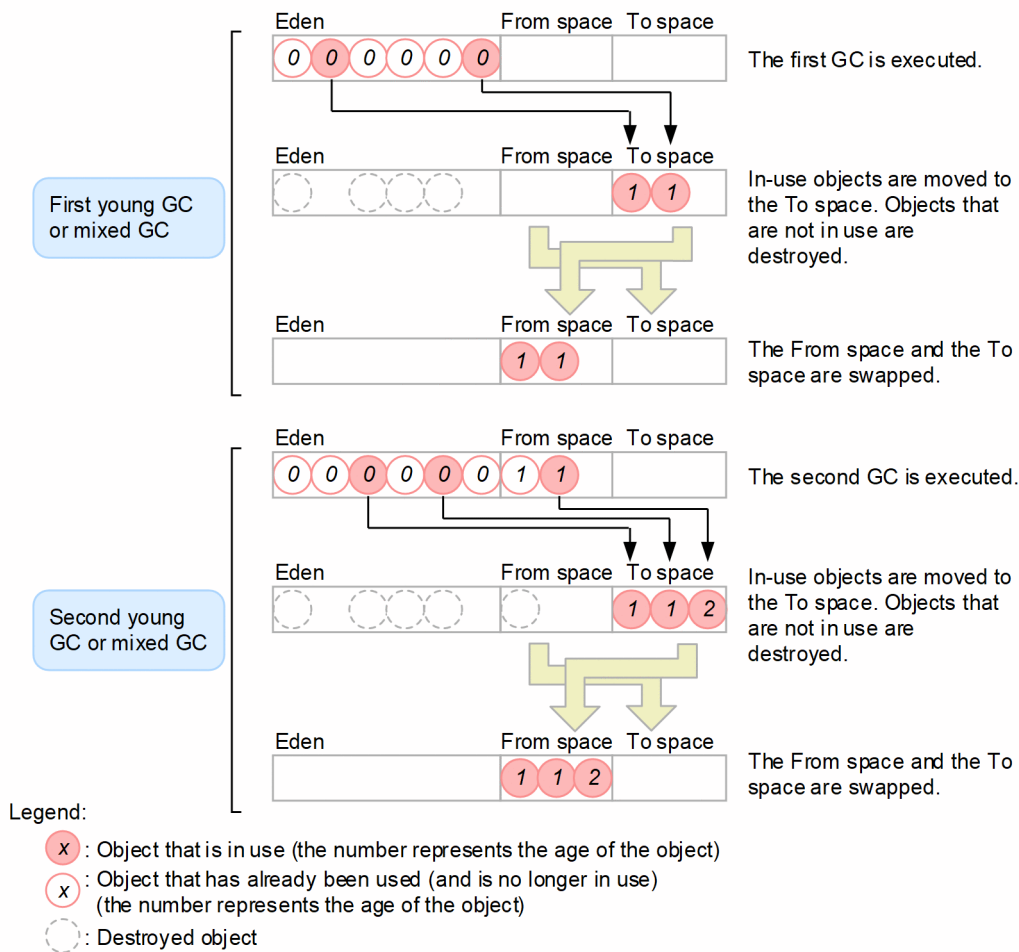 Eden From space To space
0 0 0 0 0 0
The first GC is executed.
Eden From space To space
1 1
First young GC
or mixed GC
In-use objects are moved to
the To space. Objects that
are not in use are
destroyed.
Eden From space To space
1 1
The From space and the To
space are swapped.
Eden From space To space
0 0 0 0 0 0 1 1
The second GC is executed.
Eden From space To space
1 1 2
Second young
GC or mixed GC
In-use objects are moved to
the To space. Objects that
are not in use are
destroyed.
Eden From space To space
1 1 2
The From space and the To
space are swapped.
Legend:
x : Object that is in use (the number represents the age of the object)
x : Object that has already been used (and is no longer in use)
(the number represents the age of the object)
: Destroyed object